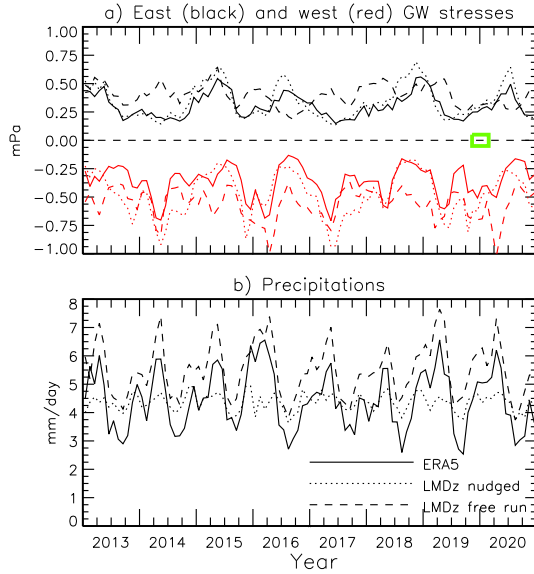 a) East (black) and west (red) GW stresses
1.00
0.75
0.50
0.25
0.00
-0.25
-0.50
-0.75
-1.00
mPa
b) Precipitations
8
7
6
5
4
3
2
1
0
mm/day
ERA5
LMDz nudged
LMDz free run
2013 2014 2015 2016 2017 2018 2019 2020
Year